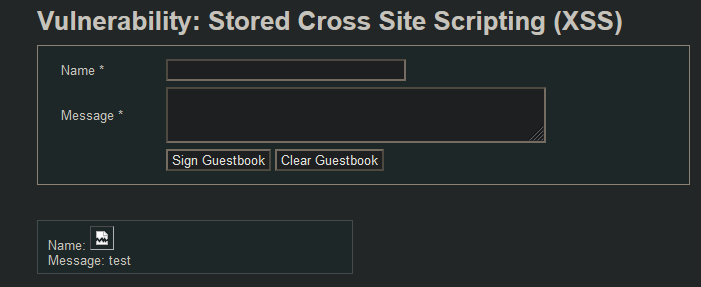 Vulnerability: Stored Cross Site Scripting (XSS)
Name *
Message *
Sign Guestbook Clear Guestbook
Name:
Message: test